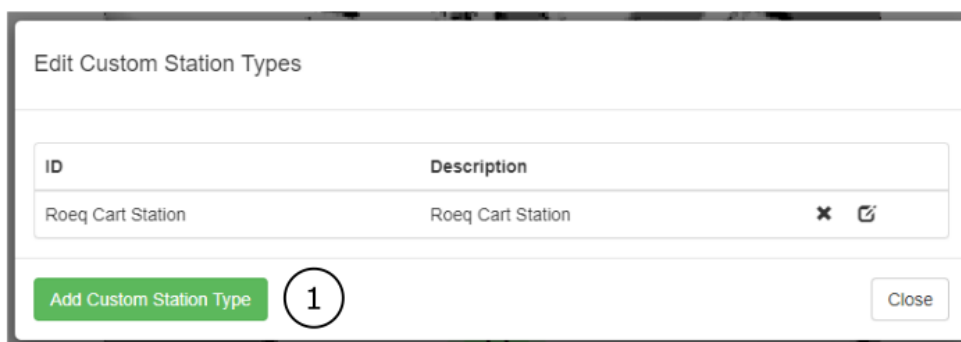 Edit Custom Station Types
ID Description
Roeq Cart Station Roeq Cart Station
Add Custom Station Type 1 Close